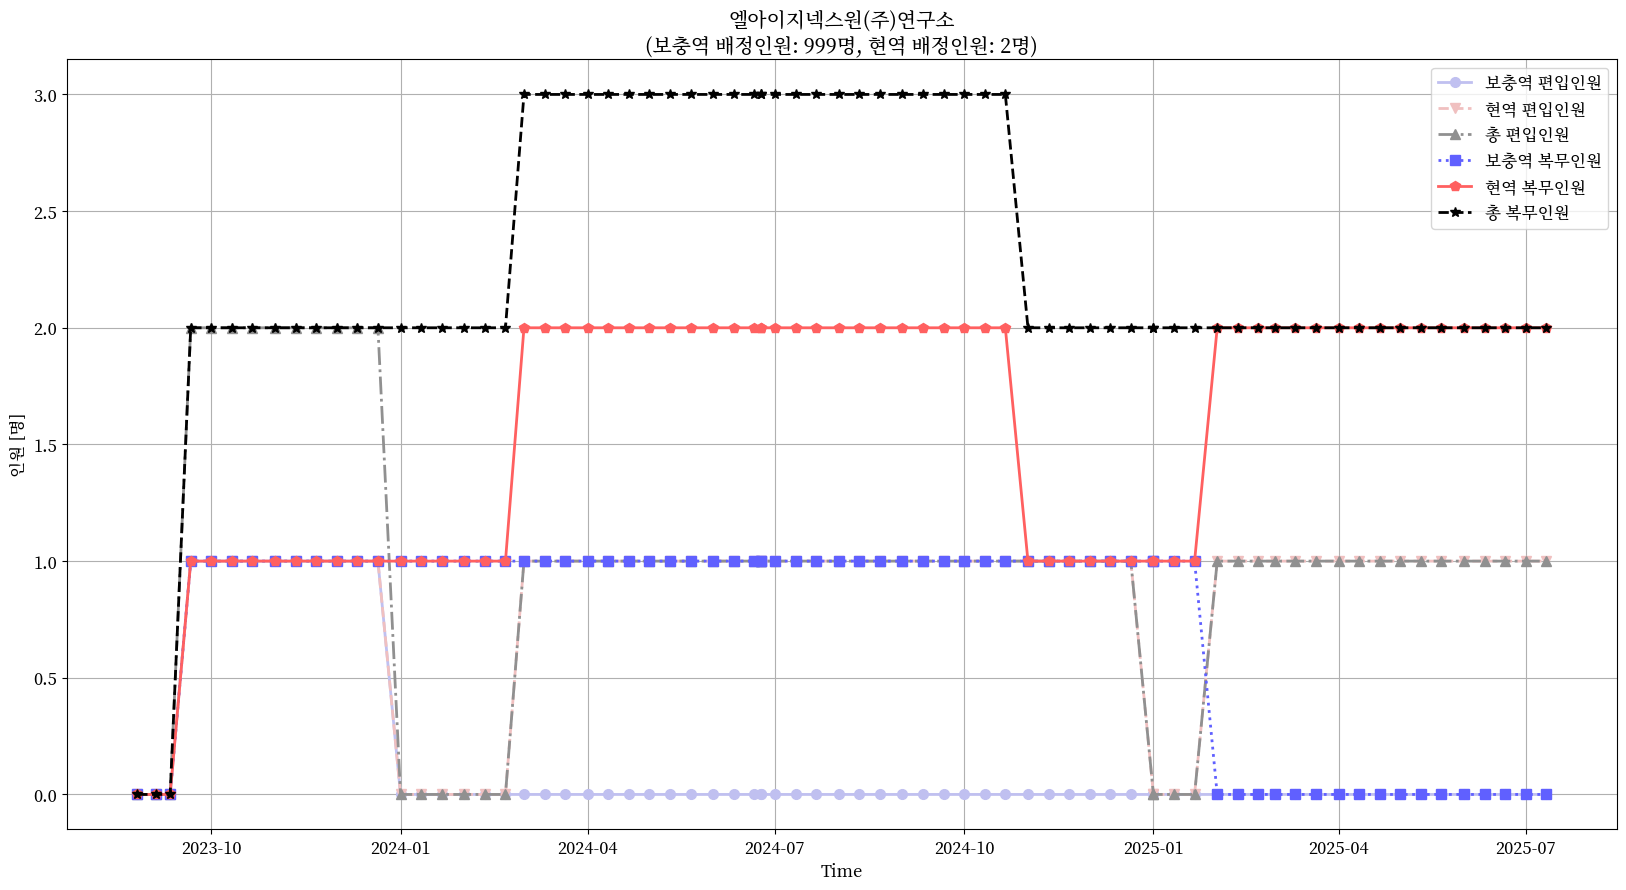 엘아이지넥스원(주)연구소
(보충역 배정인원: 999명, 현역 배정인원: 2명)
보충역 편입인원
현역 편입인원
총 편입인원
보충역 복무인원
현역 복무인원
총 복무인원
인원 [명]
3.0
2.5
2.0
1.5
1.0
0.5
0.0
2023-10
2024-01
2024-04
2024-07
2024-10
2025-01
2025-04
2025-07
Time